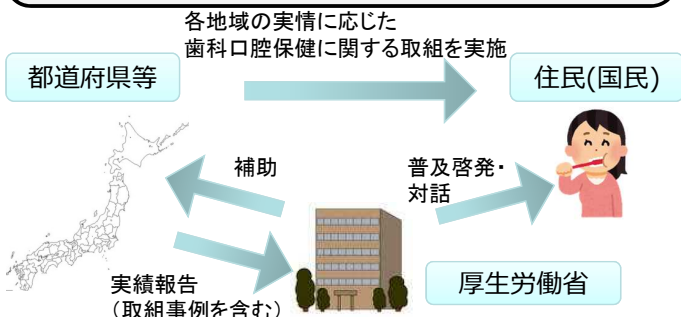 各地域の実情に応じた
歯科口腔保健に関する取組を実施
都道府県等
住民(国民)
補助
普及啓発・
対話
実績報告
（取組事例を含む）
厚生労働省